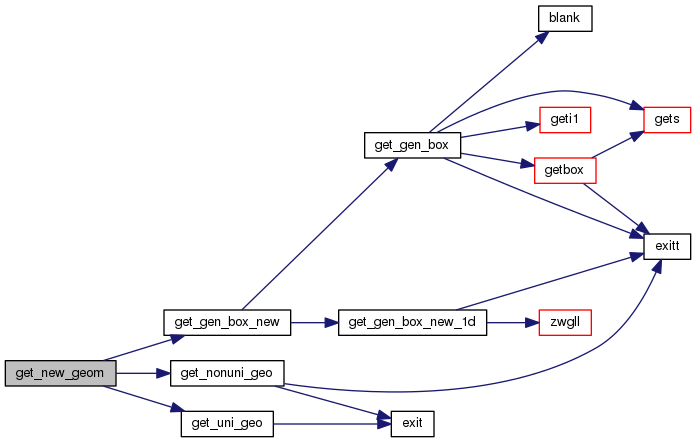 blank
geti1
gets
get_gen_box
getbox
exitt
get_gen_box_new
get_gen_box_new_1d
zwgll
get_new_geom
get_nonuni_geo
get_uni_geo
exit